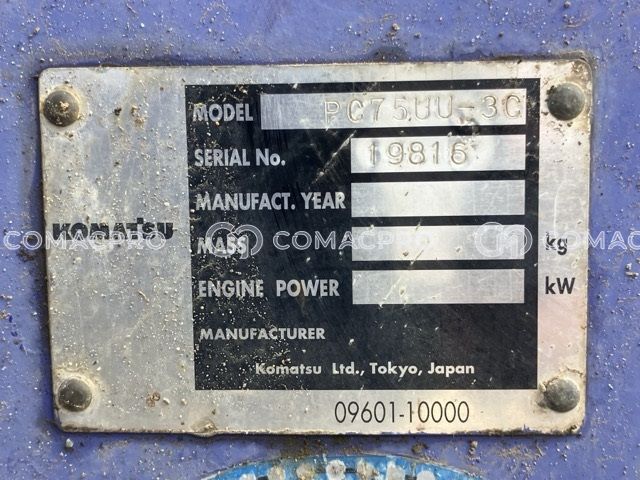 MODEL PC75UU-3C
SERIAL No. 19816
MANUFACT. YEAR
KOMATSU
COMACPRO COMACPRO COMACPRO
MASS kg
ENGINE POWER kW
MANUFACTURER
Komatsu Ltd., Tokyo, Japan
09601-10000